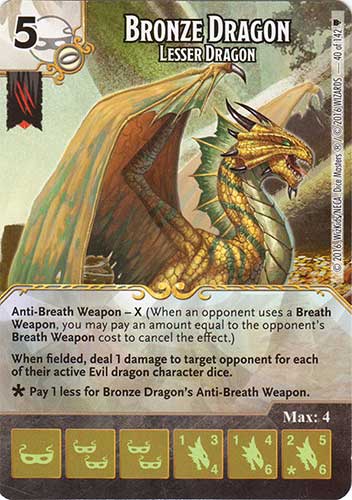 5
BRONZE DRAGON
LESSER DRAGON
© 2016 WizKids/NECA. Dice Masters ® / © 2016 WIZARDS. — 40 of 142
Anti-Breath Weapon – X (When an opponent uses a Breath
Weapon, you may pay an amount equal to the opponent's
Breath Weapon cost to cancel the effect.)
When fielded, deal 1 damage to target opponent for each
of their active Evil dragon character dice.
* Pay 1 less for Bronze Dragon's Anti-Breath Weapon.
Max: 4
1 3 4
1 4 6
2 5 * 6